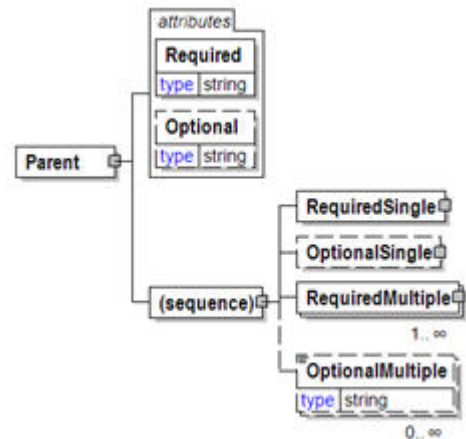 attributes
Required
type string
Optional
type string
Parent
RequiredSingle
OptionalSingle
(sequence)
RequiredMultiple
1.. ∞
OptionalMultiple
type string
0.. ∞